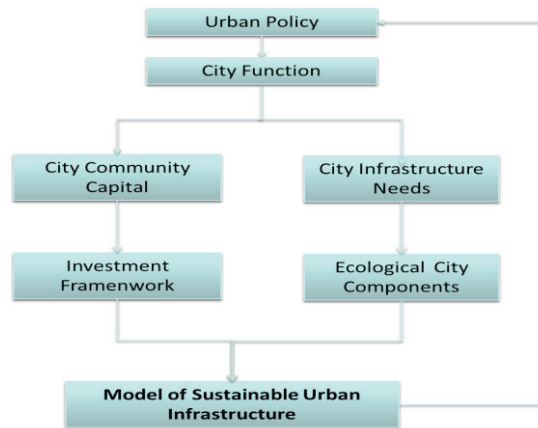 Urban Policy
City Function
City Community
Capital
City Infrastructure
Needs
Investment
Framenwork
Ecological City
Components
Model of Sustainable Urban
Infrastructure